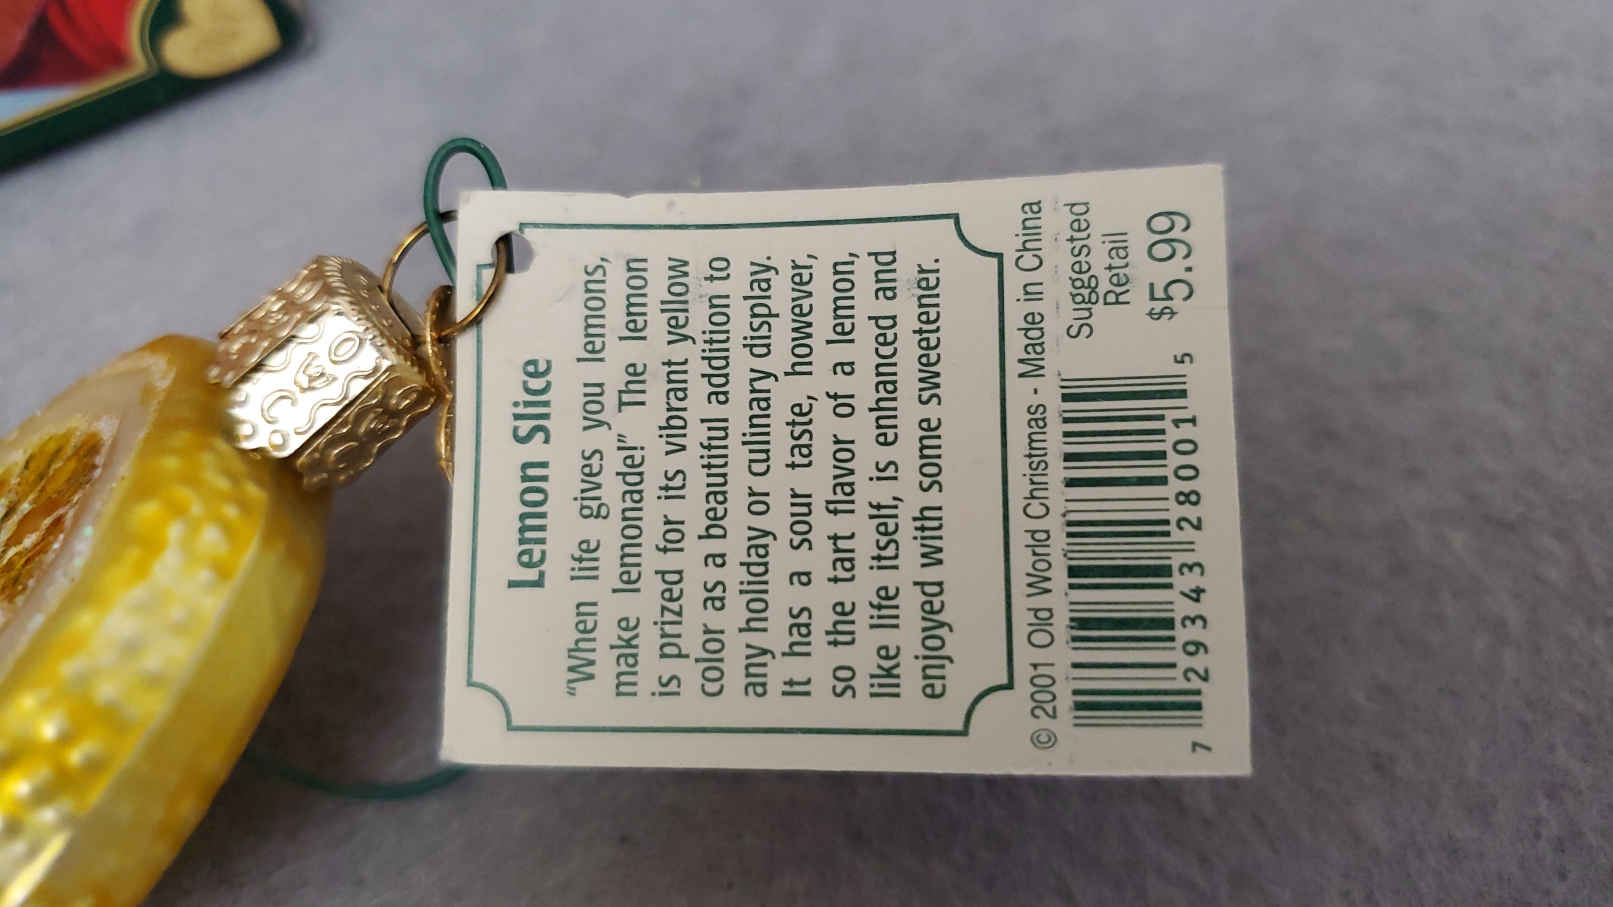 Lemon Slice
“When life gives you lemons,
make lemonade!” The lemon
is prized for its vibrant yellow
color as a beautiful addition to
any holiday or culinary display.
It has a sour taste, however,
so the tart flavor of a lemon,
like life itself, is enhanced and
enjoyed with some sweetener.
© 2001 Old World Christmas - Made in China
Suggested
Retail
$5.99
7 29343 28001 5
OWC